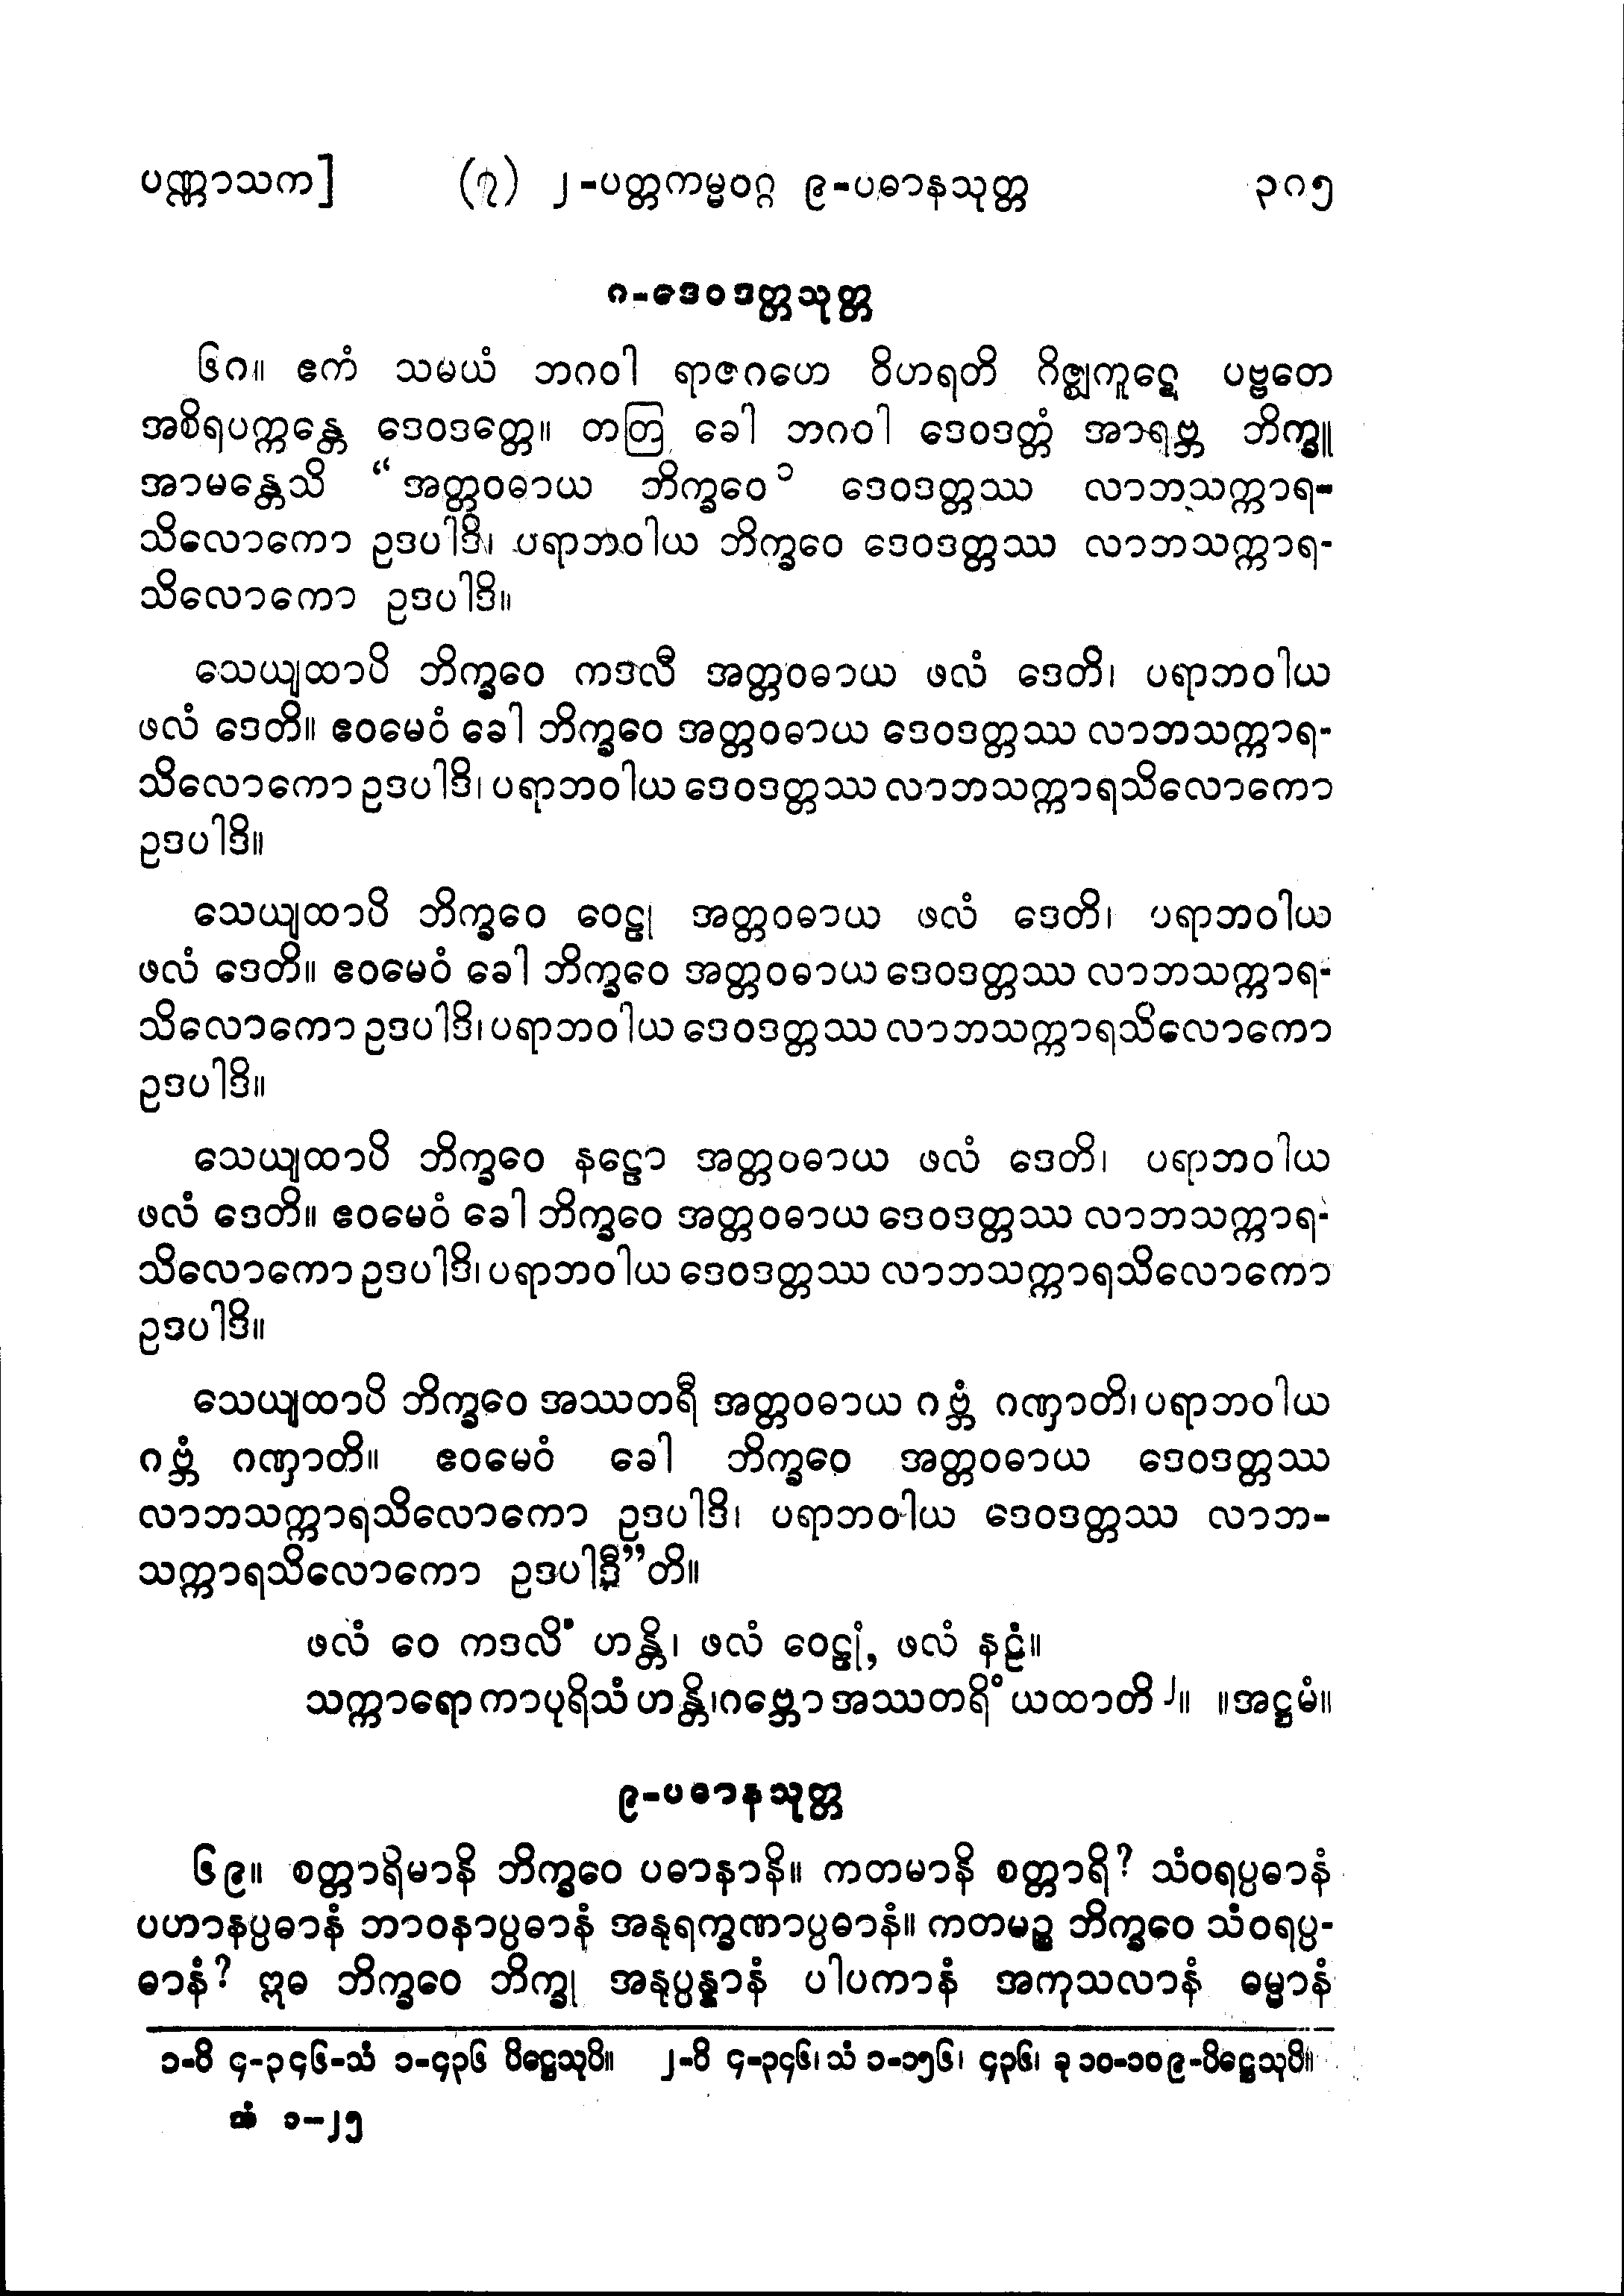 ပဏ္ဏာသက] (၇) ၂-ပတ္တကမ္မဝဂ္ဂ ၉-ပဓာနသုတ္တ ၃၈၅
၈-ဒေဝဒတ္တသုတ္တ
၆၈။ ဧကံ သမယံ ဘဂဝါ ရာဇဂဟေ ဝိဟရတိ ဂိဇ္ဈကူဋေ ပဗ္ဗတေ
အစိရပက္ကန္တေ ဒေဝဒတ္တေ။ တတြ ခေါ ဘဂဝါ ဒေဝဒတ္တံ အာရဗ္ဘ ဘိက္ခူ
အာမန္တေသိ “အတ္တဝဓာယ ဘိက္ခဝေ ၁ ဒေဝဒတ္တဿ လာဘသက္ကာရ-
သိလောကော ဥဒပါဒိ၊ ပရာဘဝါယ ဘိက္ခဝေ ဒေဝဒတ္တဿ လာဘသက္ကာရ-
သိလောကော ဥဒပါဒိ။
သေယျထာပိ ဘိက္ခဝေ ကဒလီ အတ္တဝဓာယ ဖလံ ဒေတိ၊ ပရာဘဝါယ
ဖလံ ဒေတိ။ ဧဝမေဝံ ခေါ ဘိက္ခဝေ အတ္တဝဓာယ ဒေဝဒတ္တဿ လာဘသက္ကာရ-
သိလောကော ဥဒပါဒိ၊ ပရာဘဝါယ ဒေဝဒတ္တဿ လာဘသက္ကာရသိလောကော
ဥဒပါဒိ။
သေယျထာပိ ဘိက္ခဝေ ဝေဠု အတ္တဝဓာယ ဖလံ ဒေတိ၊ ပရာဘဝါယ
ဖလံ ဒေတိ။ ဧဝမေဝံ ခေါ ဘိက္ခဝေ အတ္တဝဓာယ ဒေဝဒတ္တဿ လာဘသက္ကာရ-
သိလောကော ဥဒပါဒိ၊ ပရာဘဝါယ ဒေဝဒတ္တဿ လာဘသက္ကာရသိလောကော
ဥဒပါဒိ။
သေယျထာပိ ဘိက္ခဝေ နဠော အတ္တဝဓာယ ဖလံ ဒေတိ၊ ပရာဘဝါယ
ဖလံ ဒေတိ။ ဧဝမေဝံ ခေါ ဘိက္ခဝေ အတ္တဝဓာယ ဒေဝဒတ္တဿ လာဘသက္ကာရ-
သိလောကော ဥဒပါဒိ၊ ပရာဘဝါယ ဒေဝဒတ္တဿ လာဘသက္ကာရသိလောကော
ဥဒပါဒိ။
သေယျထာပိ ဘိက္ခဝေ အဿတရီ အတ္တဝဓာယ ဂဗ္ဘံ ဂဏှာတိ၊ ပရာဘဝါယ
ဂဗ္ဘံ ဂဏှာတိ။ ဧဝမေဝံ ခေါ ဘိက္ခဝေ အတ္တဝဓာယ ဒေဝဒတ္တဿ
လာဘသက္ကာရသိလောကော ဥဒပါဒိ၊ ပရာဘဝါယ ဒေဝဒတ္တဿ လာဘ-
သက္ကာရသိလောကော ဥဒပါဒီ”တိ။
ဖလံ ဝေ ကဒလိံ ဟန္တိ၊ ဖလံ ဝေဠုံ, ဖလံ နဠံ။
သက္ကာရော ကာပုရိသံ ဟန္တိ၊ ဂဗ္ဘော အဿတရိံ ယထာတိ ၂။ ။အဋ္ဌမံ။
၉-ပဓာနသုတ္တ
၆၉။ စတ္တာရိမာနိ ဘိက္ခဝေ ပဓာနာနိ။ ကတမာနိ စတ္တာရိ? သံဝရပ္ပဓာနံ
ပဟာနပ္ပဓာနံ ဘာဝနာပ္ပဓာနံ အနုရက္ခဏာပ္ပဓာနံ။ ကတမဉ္စ ဘိက္ခဝေ သံဝရပ္ပ-
ဓာနံ? ဣဓ ဘိက္ခဝေ ဘိက္ခု အနုပ္ပန္နာနံ ပါပကာနံ အကုသလာနံ ဓမ္မာနံ
၁-ဝိ ၄-၃၄၆-သံ ၁-၄၃၆ ပိဋ္ဌေသုပိ။ ၂-ဝိ ၄-၃၄၆၊ သံ ၁-၁၅၆၊ ၄၃၆၊ ခု ၁၀-၁၀၉-ပိဋ္ဌေသုပိ။
အံ ၁-၂၅